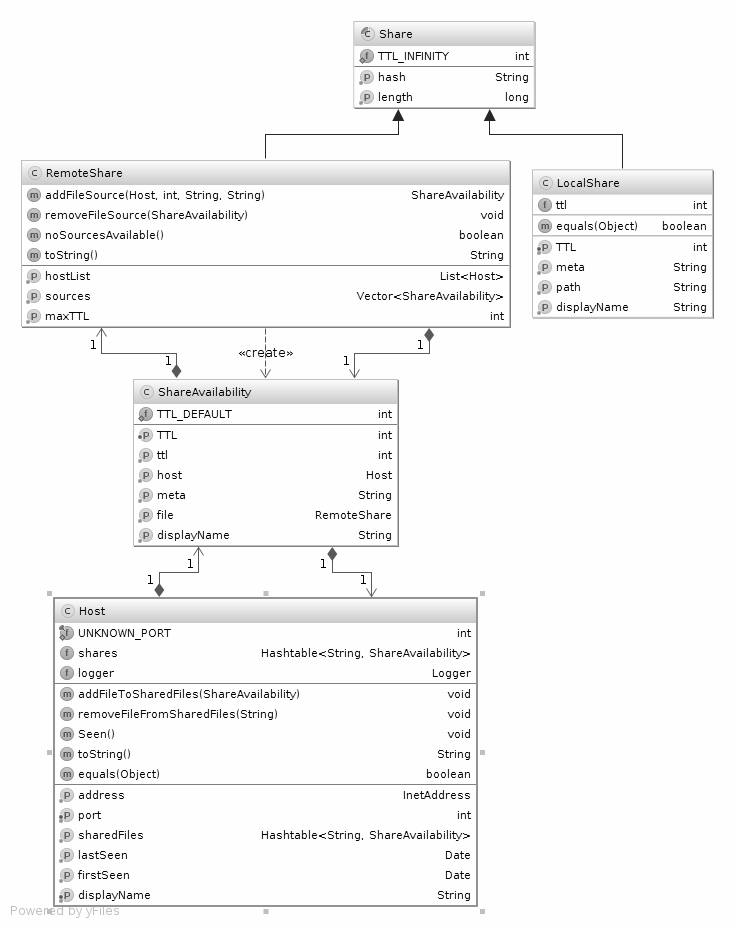 Share
TTL_INFINITY int
hash String
length long
RemoteShare
addFileSource(Host, int, String, String) ShareAvailability
removeFileSource(ShareAvailability) void
noSourcesAvailable() boolean
toString() String
hostList List<Host>
sources Vector<ShareAvailability>
maxTTL int
LocalShare
ttl int
equals(Object) boolean
TTL int
meta String
path String
displayName String
1
1
«create»
1
1
ShareAvailability
TTL_DEFAULT int
TTL int
ttl int
host Host
meta String
file RemoteShare
displayName String
1
1
1
1
Host
UNKNOWN_PORT int
shares Hashtable<String, ShareAvailability>
logger Logger
addFileToSharedFiles(ShareAvailability) void
removeFileFromSharedFiles(String) void
Seen() void
toString() String
equals(Object) boolean
address InetAddress
port int
sharedFiles Hashtable<String, ShareAvailability>
lastSeen Date
firstSeen Date
displayName String
Powered by yFiles